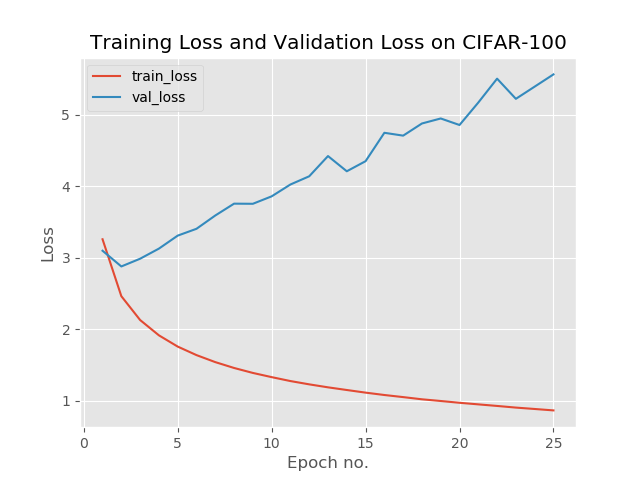 Training Loss and Validation Loss on CIFAR-100
train_loss
val_loss
5
4
3
2
1
Loss
0 5 10 15 20 25
Epoch no.